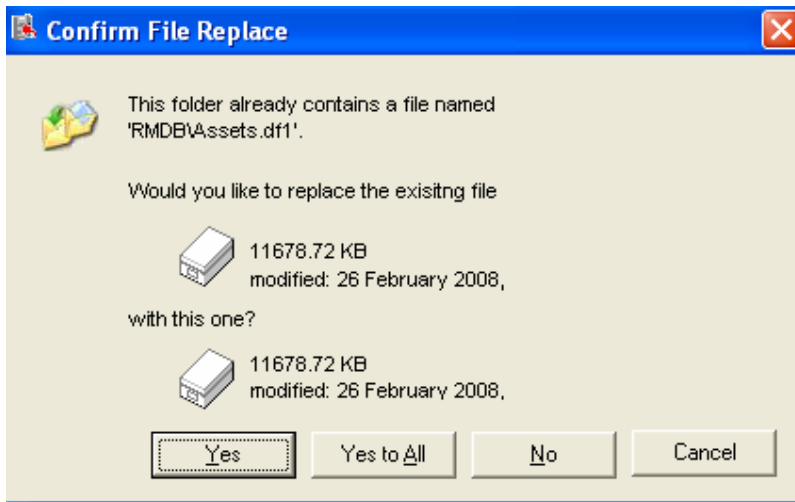 Confirm File Replace
This folder already contains a file named
'RMDB\Assets.df1'.
Would you like to replace the exisitng file
11678.72 KB
modified: 26 February 2008,
with this one?
11678.72 KB
modified: 26 February 2008,
Yes Yes to All No Cancel